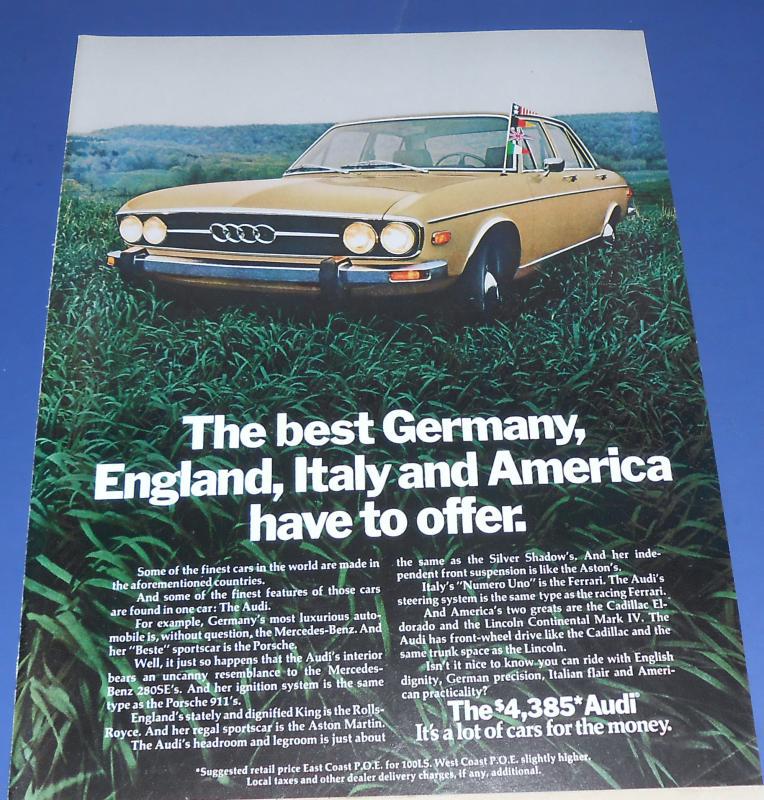 The best Germany,
England, Italy and America
have to offer.
Some of the finest cars in the world are made in
the aforementioned countries.
And some of the finest features of those cars
are found in one car: The Audi.
For example, Germany's most luxurious auto-
mobile is, without question, the Mercedes-Benz. And
her "Beste" sportscar is the Porsche.
Well, it just so happens that the Audi's interior
bears an uncanny resemblance to the Mercedes-
Benz 280SE's. And her ignition system is the same
type as the Porsche 911's.
England's stately and dignified King is the Rolls-
Royce. And her regal sportscar is the Aston Martin.
The Audi's headroom and legroom is just about
the same as the Silver Shadow's. And her inde-
pendent front suspension is like the Aston's.
Italy's "Numero Uno" is the Ferrari. The Audi's
steering system is the same type as the racing Ferrari.
And America's two greats are the Cadillac El-
dorado and the Lincoln Continental Mark IV. The
Audi has front-wheel drive like the Cadillac and the
same trunk space as the Lincoln.
Isn't it nice to know you can ride with English
dignity, German precision, Italian flair and Ameri-
can practicality?
The $4,385* Audi®
It's a lot of cars for the money.
*Suggested retail price East Coast P.O.E. for 100LS. West Coast P.O.E. slightly higher.
Local taxes and other dealer delivery charges, if any, additional.